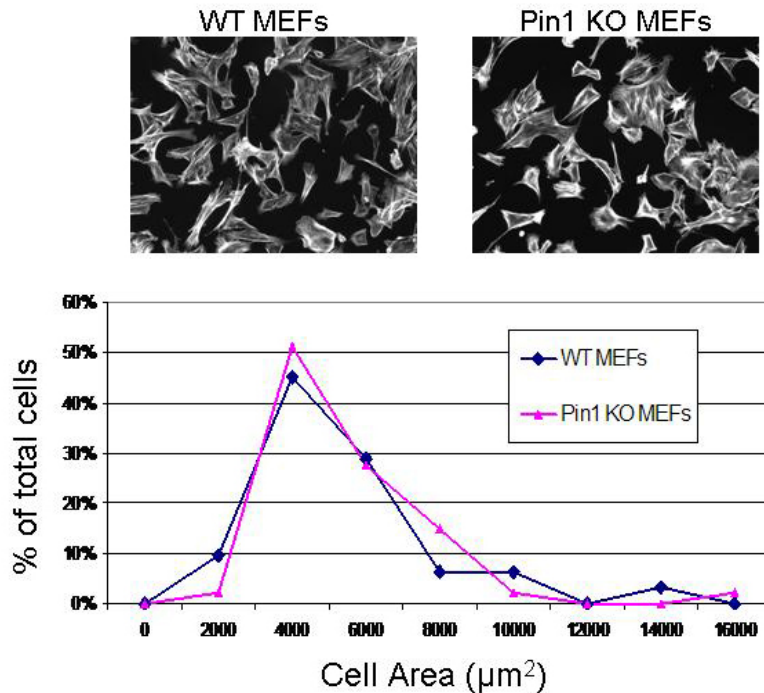 WT MEFs
Pin1 KO MEFs
60%
50%
40%
30%
20%
10%
0%
% of total cells
WT MEFs
Pin1 KO MEFs
0 2000 4000 6000 8000 10000 12000 14000 16000
Cell Area (µm²)